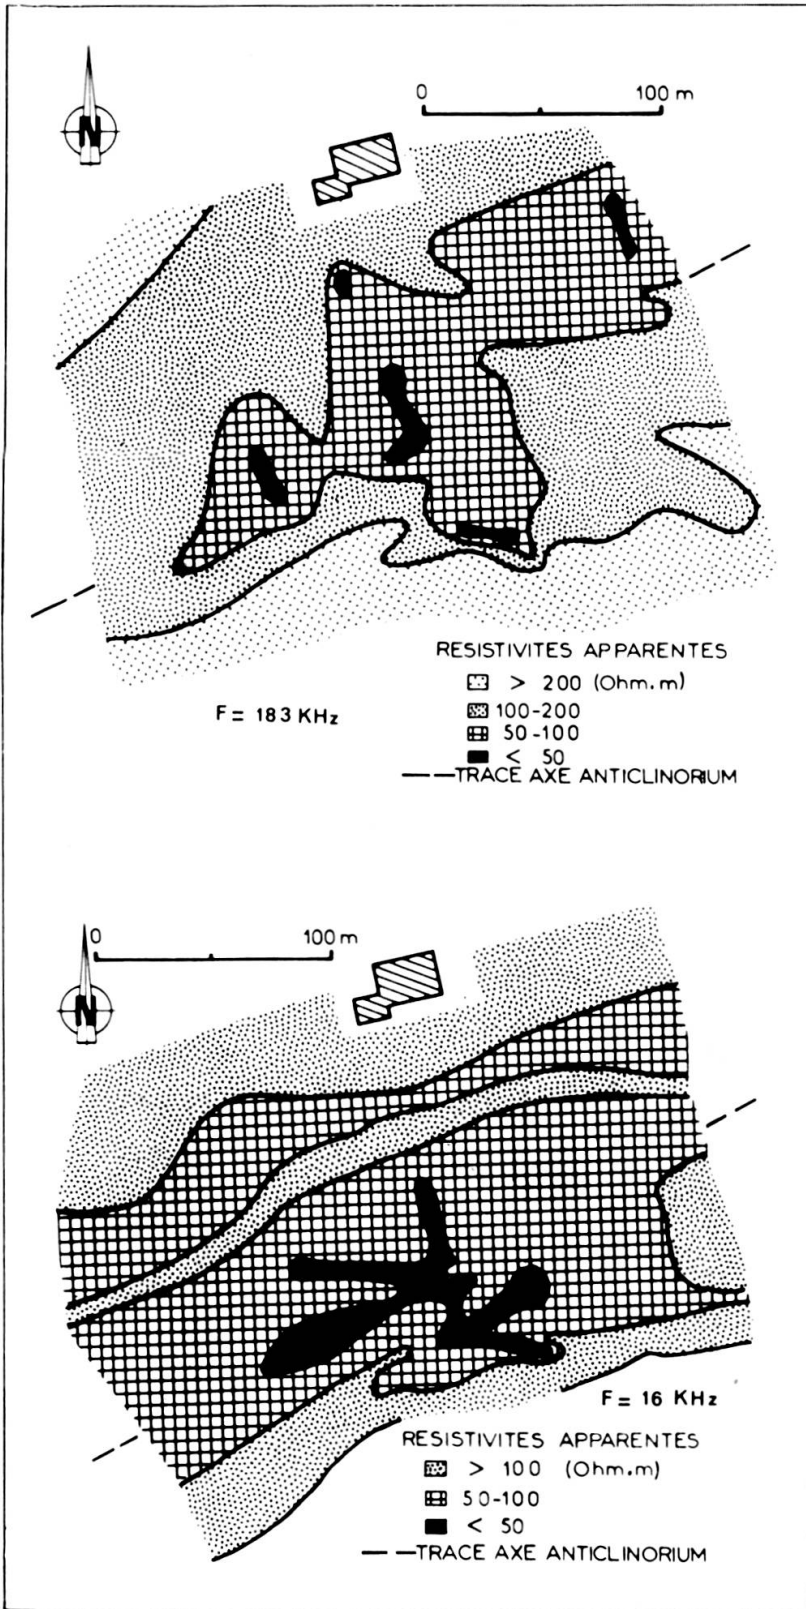 N
0 100 m
RESISTIVITES APPARENTES
> 200 (Ohm.m)
100-200
50-100
< 50
TRACE AXE ANTICLINORIUM
F = 183 KHz
N
0 100 m
F = 16 KHz
RESISTIVITES APPARENTES
> 100 (Ohm.m)
50-100
< 50
TRACE AXE ANTICLINORIUM